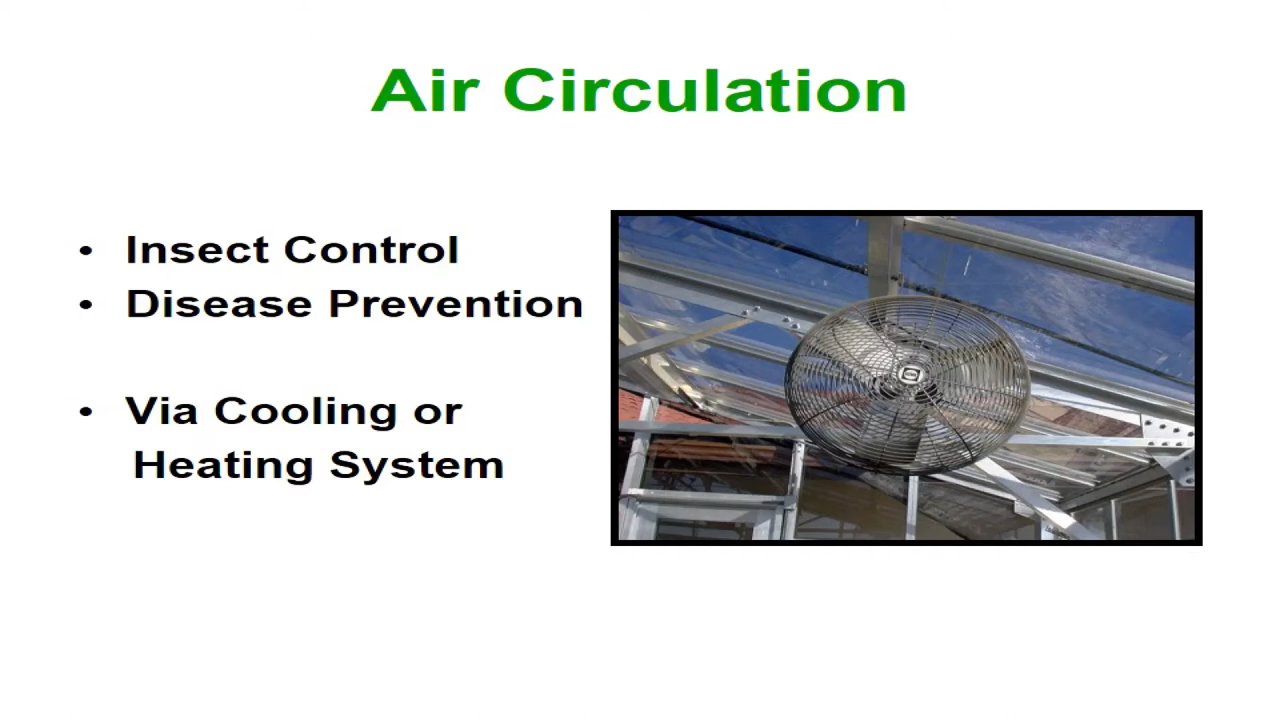 Air Circulation
• Insect Control
• Disease Prevention
• Via Cooling or
Heating System